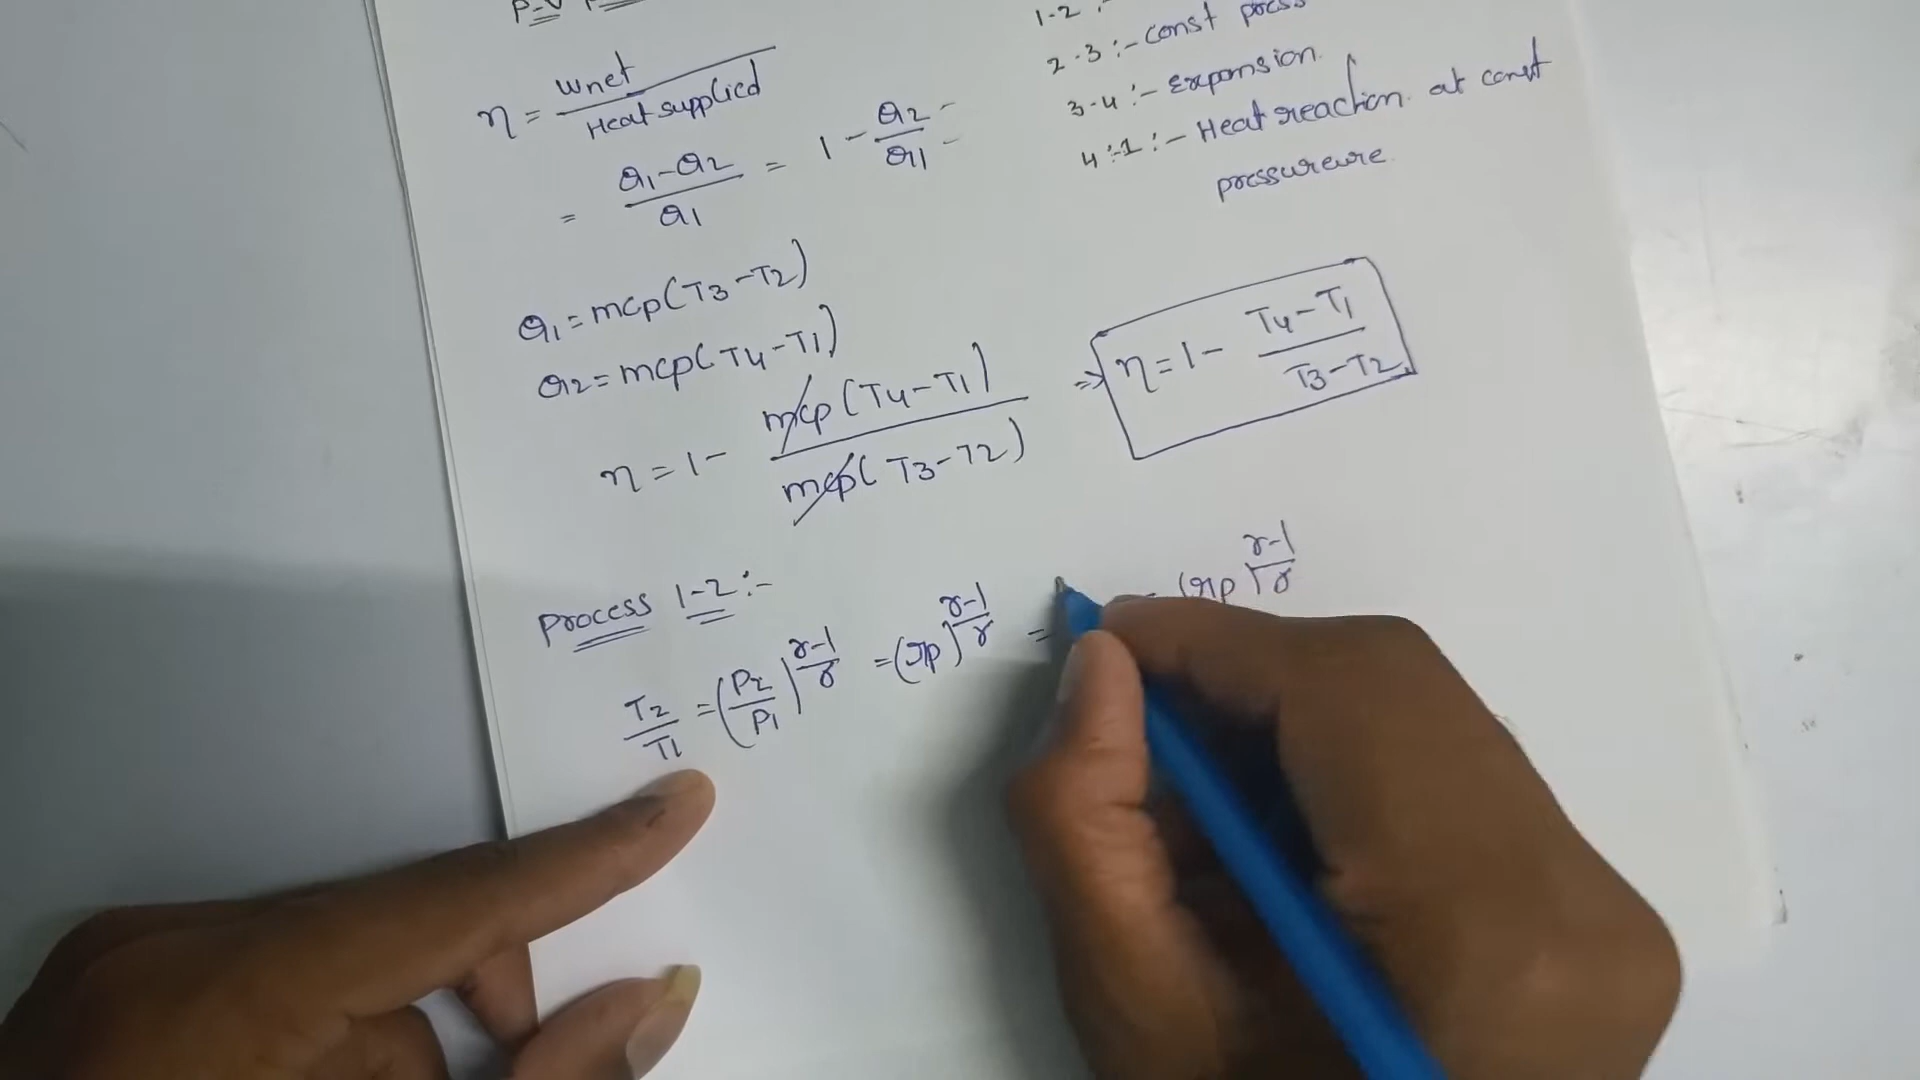 P-V
η = Wnet / Heat supplied
= Q1-Q2 / Q1 = 1 - Q2 / Q1
Q1 = mcp(T3-T2)
Q2 = mcp(T4-T1)
η = 1 - mcp(T4-T1) / mcp(T3-T2)
⇒ η = 1 - T4-T1 / T3-T2
1-2 :
2-3 :- const press
3-4 :- Expansion.
4-1 :- Heat reaction at const
pressureure.
Process 1-2 :-
T2/T1 = (P2/P1)^γ-1/γ = (rp)^γ-1/γ = (rp)^γ-1/γ